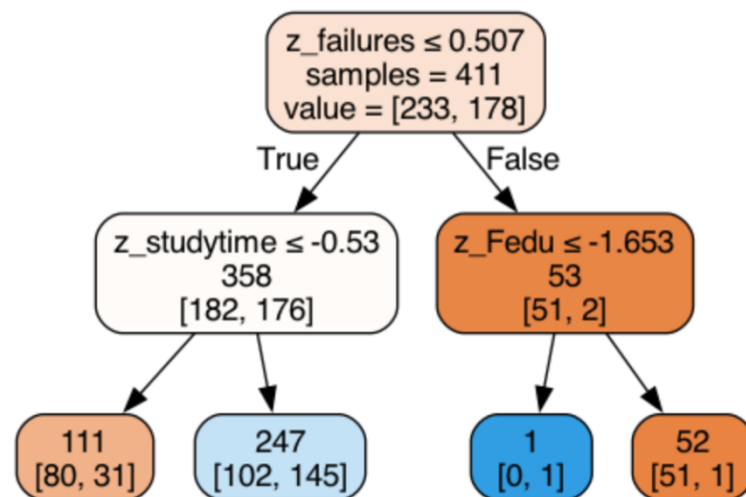 z_failures ≤ 0.507
samples = 411
value = [233, 178]
True
False
z_studytime ≤ -0.53
358
[182, 176]
z_Fedu ≤ -1.653
53
[51, 2]
111
[80, 31]
247
[102, 145]
1
[0, 1]
52
[51, 1]